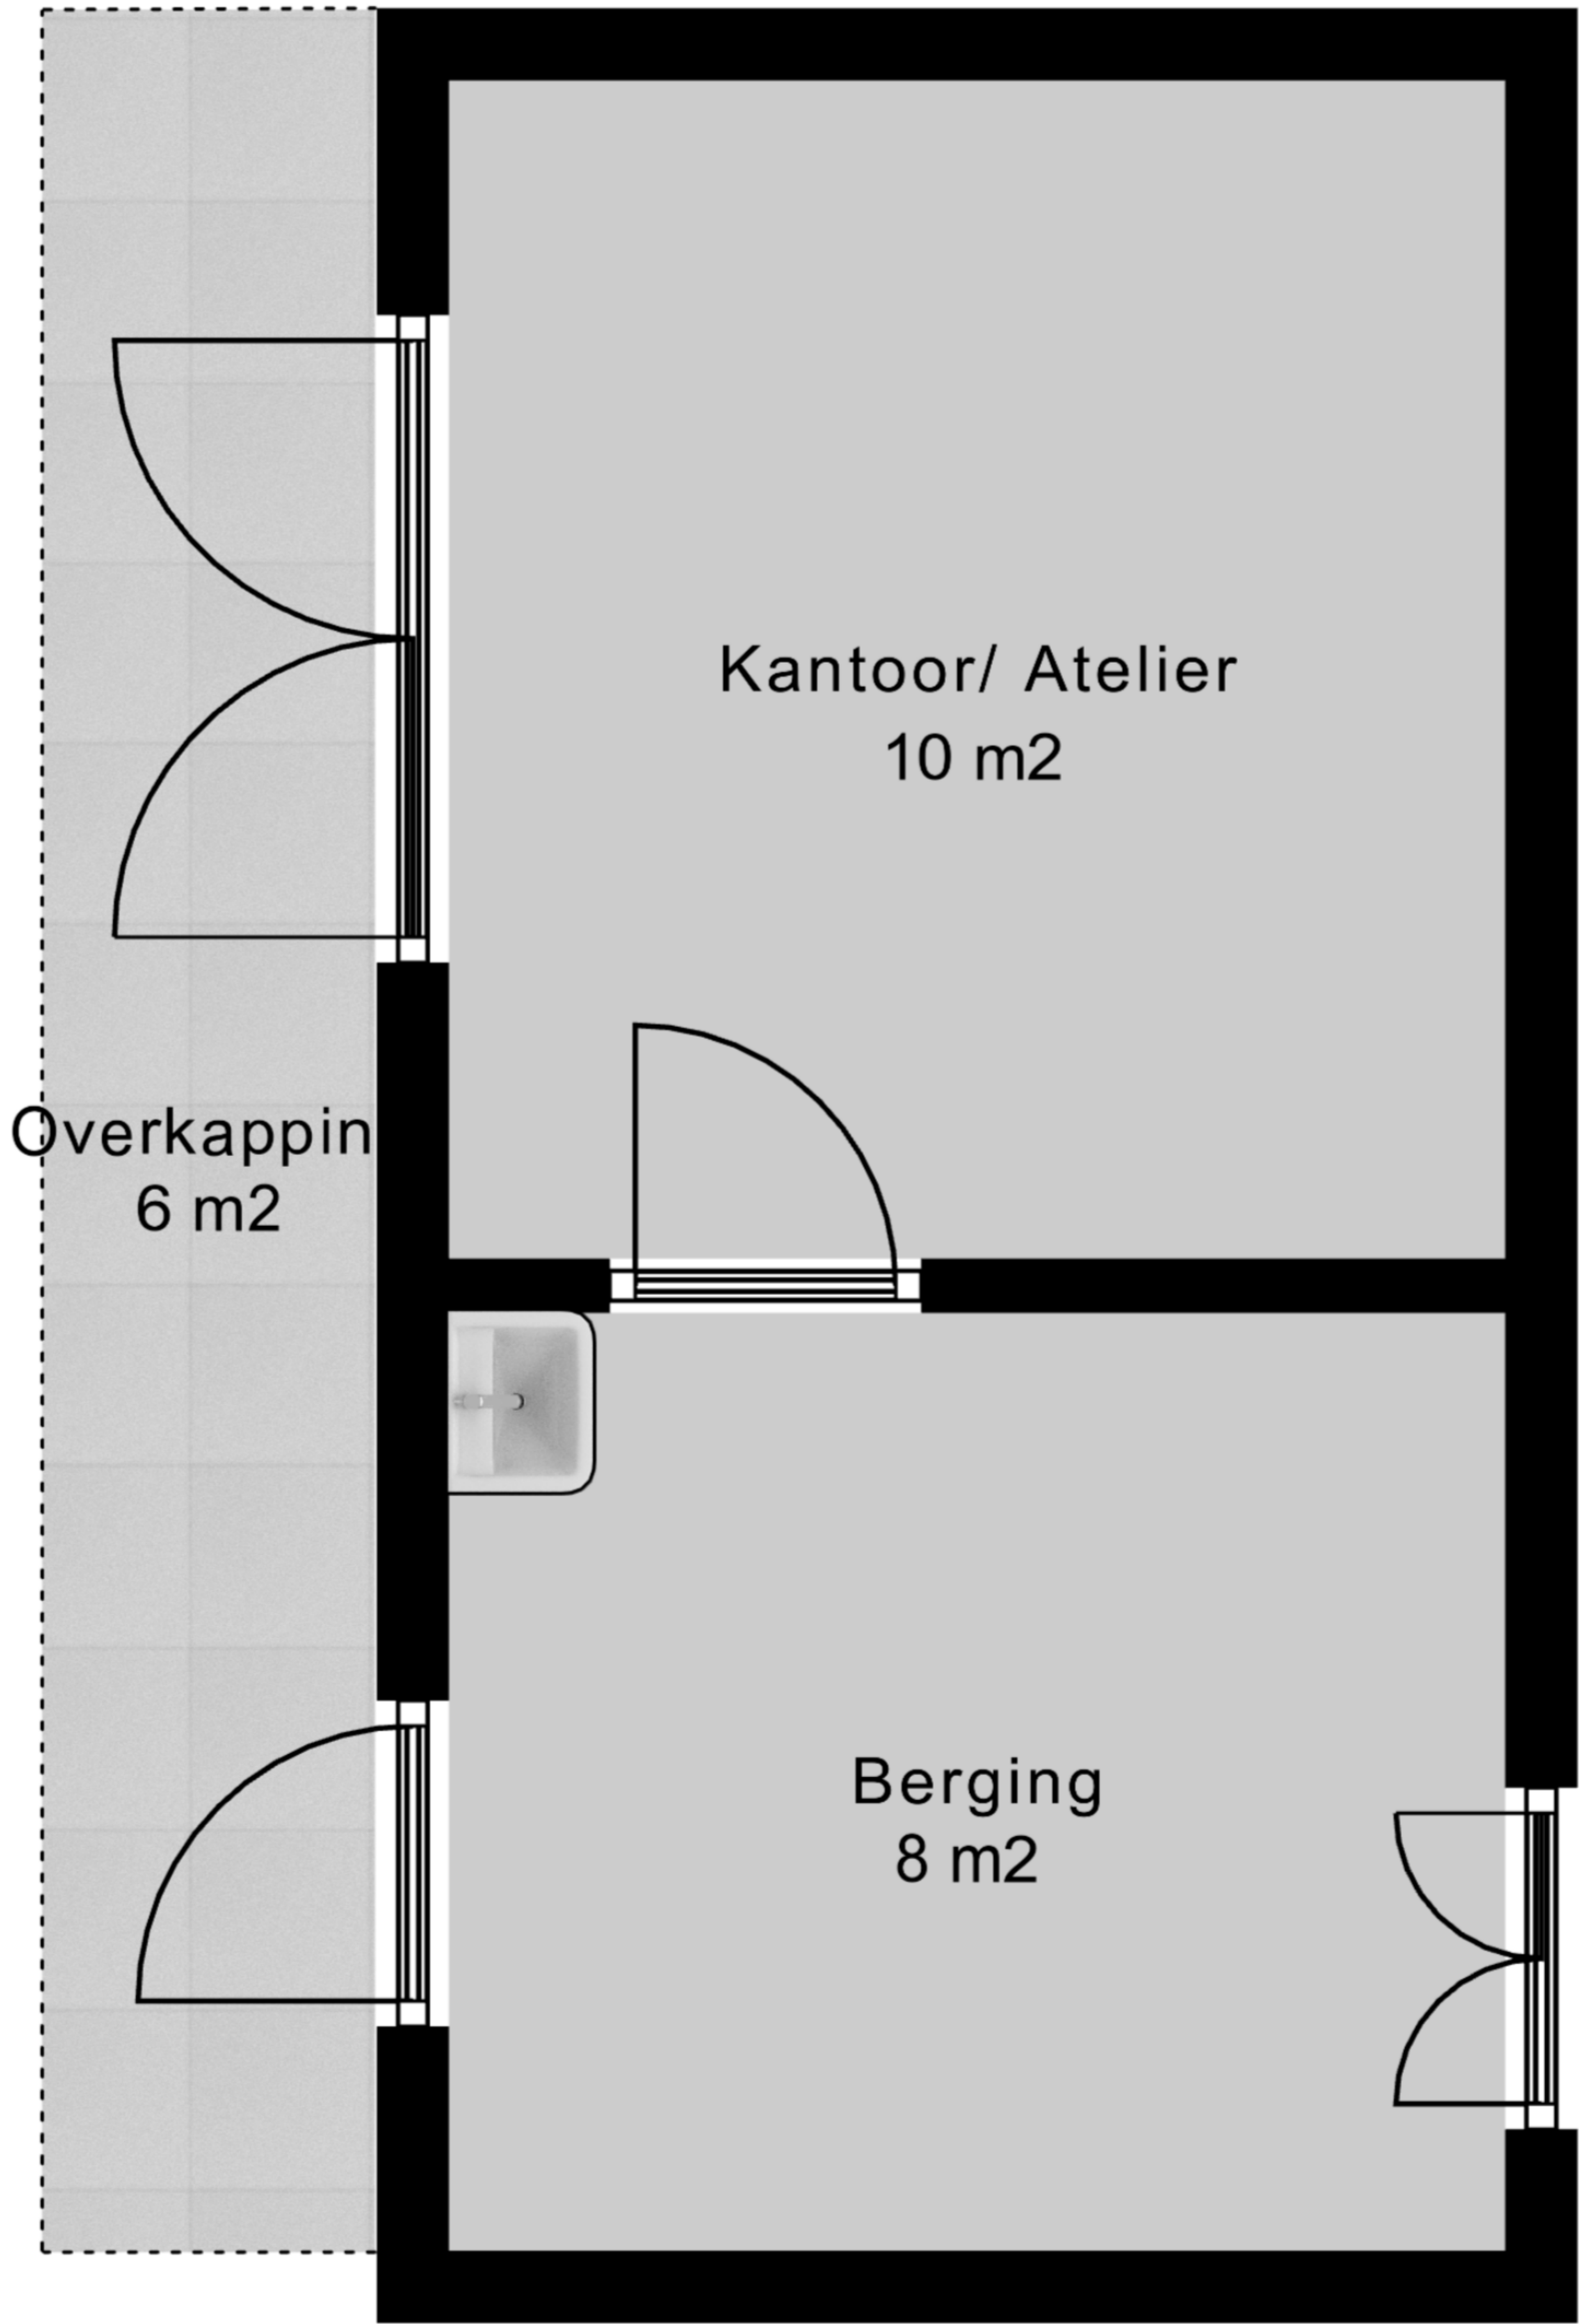 Kantoor/ Atelier
10 m2
Overkappin
6 m2
Berging
8 m2